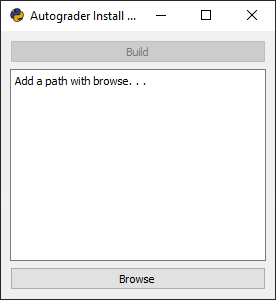 Autograder Install ...
Build
Add a path with browse. . .
Browse